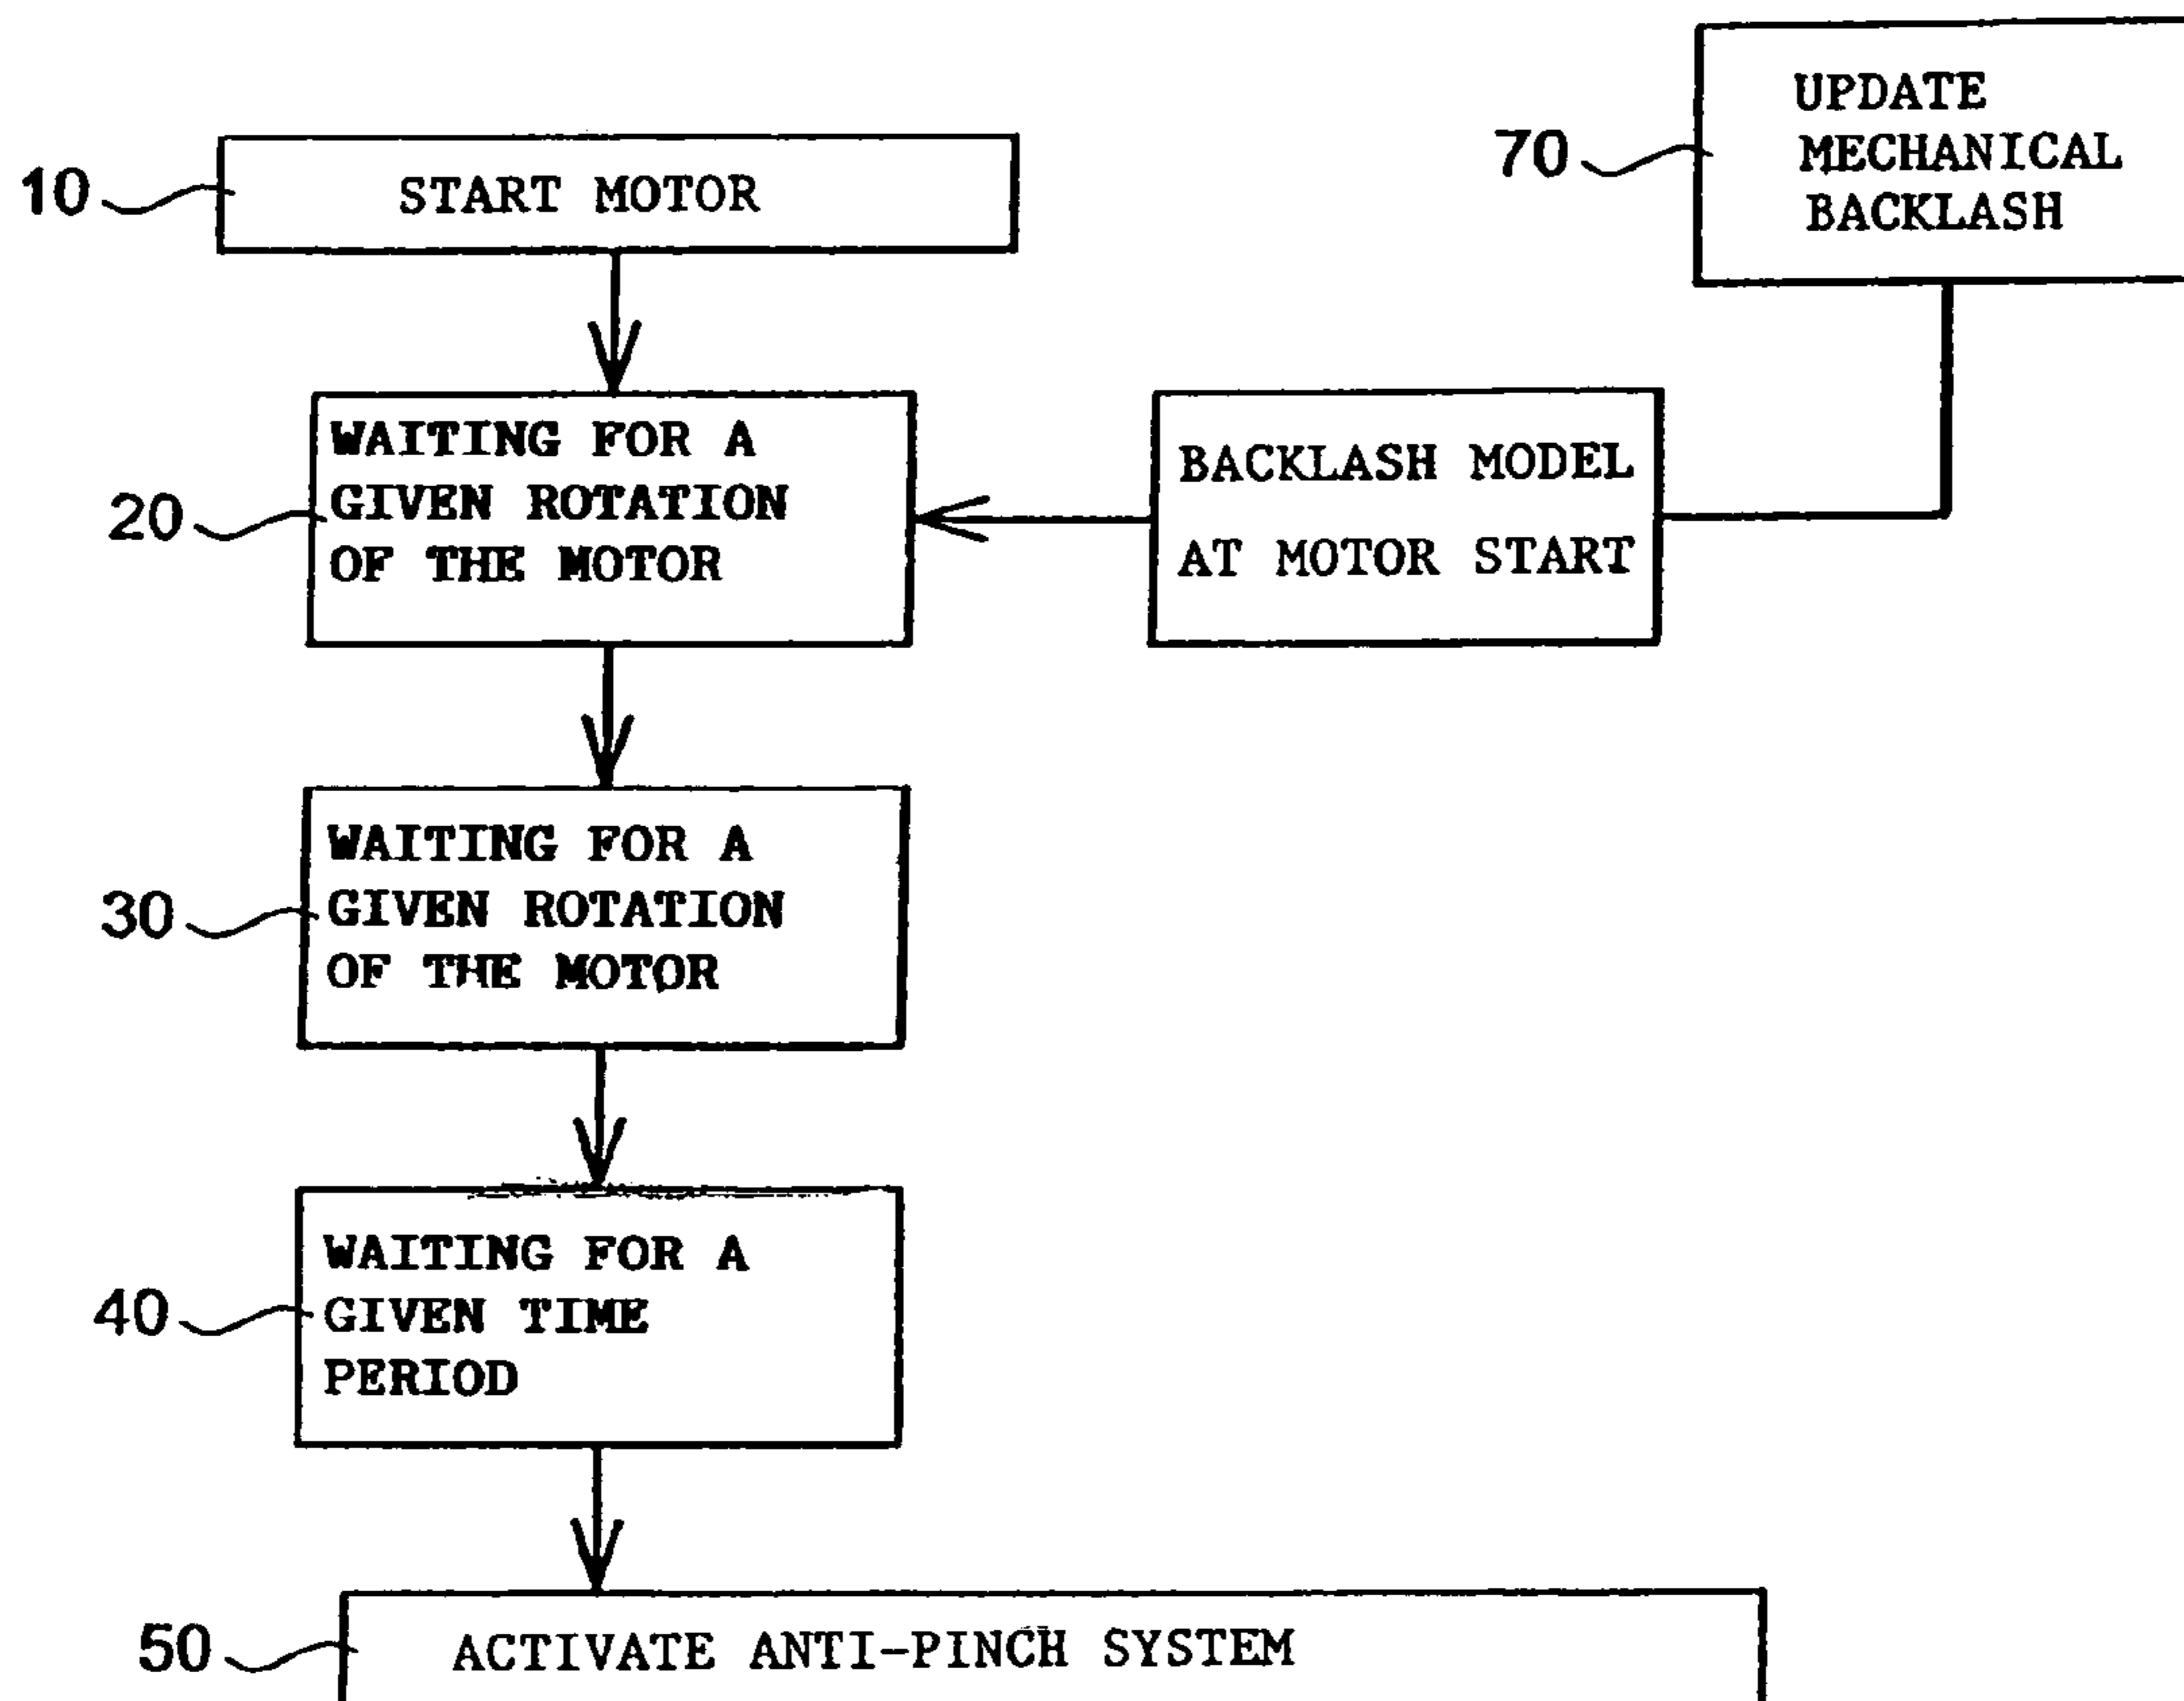 10
START MOTOR
70
UPDATE
MECHANICAL
BACKLASH
20
WAITING FOR A
GIVEN ROTATION
OF THE MOTOR
BACKLASH MODEL
AT MOTOR START
30
WAITING FOR A
GIVEN ROTATION
OF THE MOTOR
40
WAITING FOR A
GIVEN TIME
PERIOD
50
ACTIVATE ANTI-PINCH SYSTEM